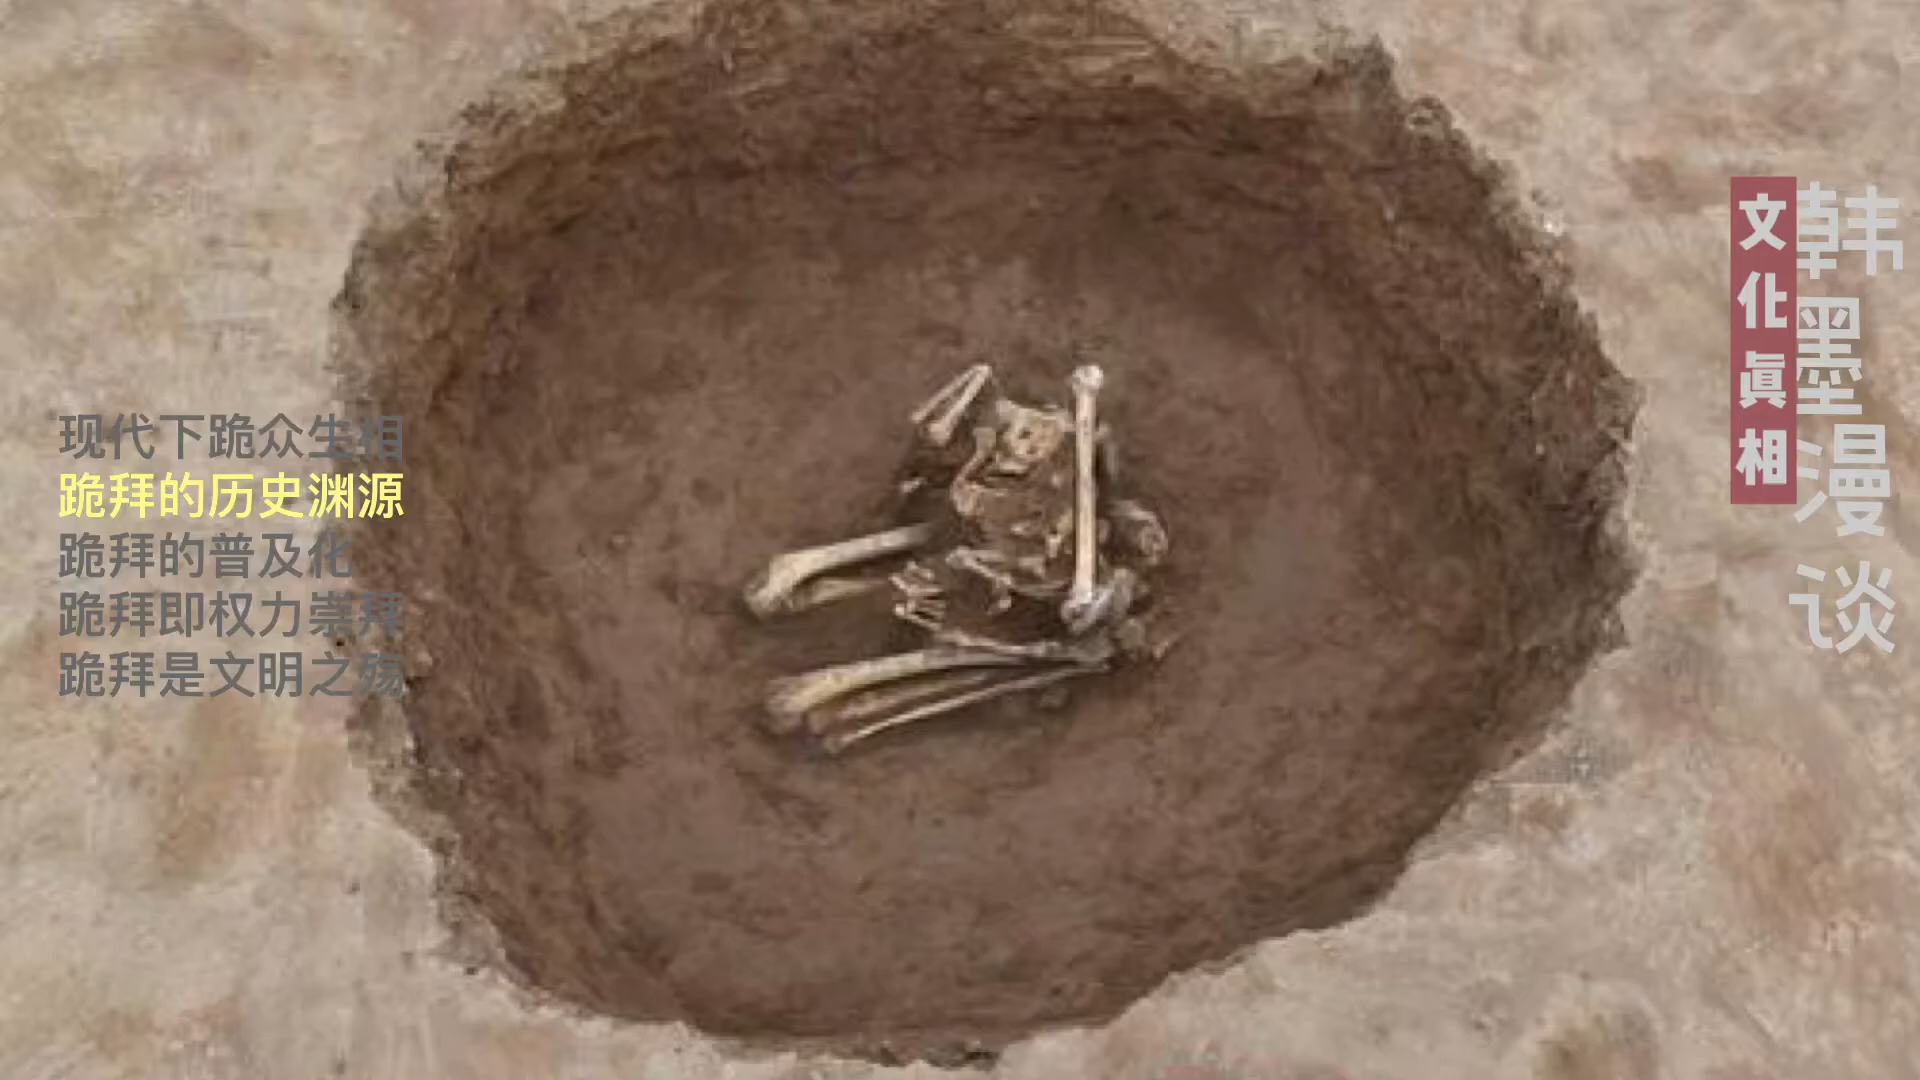 现代下跪众生相
跪拜的历史渊源
跪拜的普及化
跪拜即权力崇拜
跪拜是文明之殇
文化眞相
韩墨漫谈